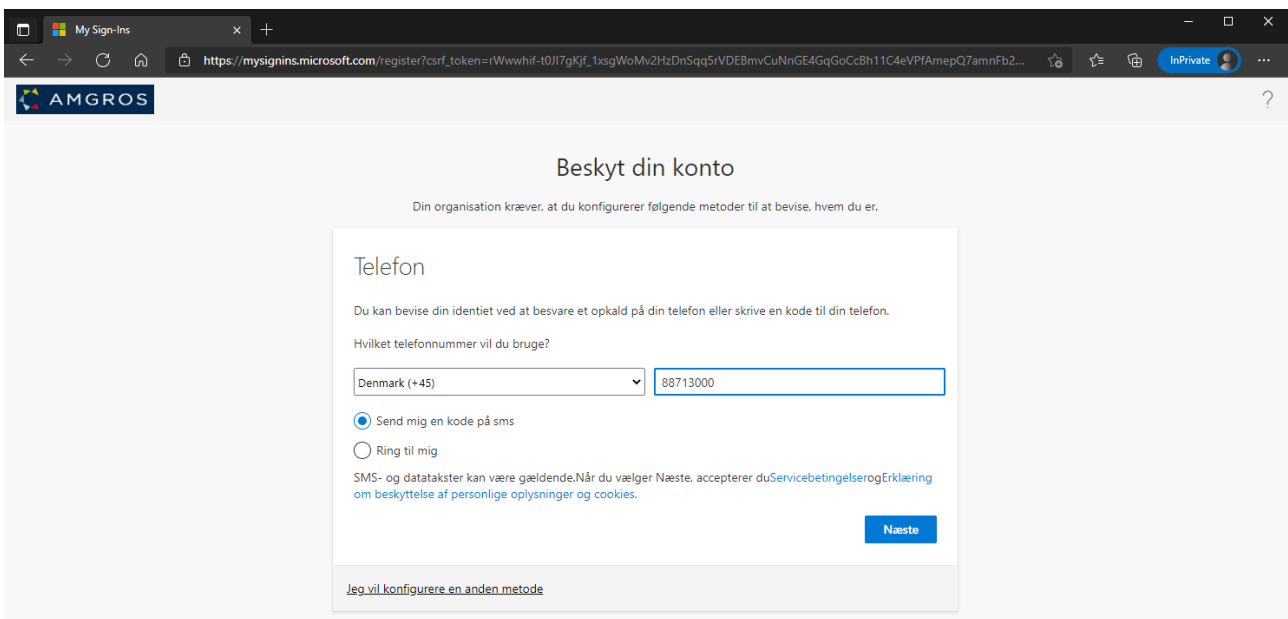 My Sign-Ins
https://mysignins.microsoft.com/register?csrf_token=rWwwhif-t0JI7gKjf_1xsgWoMv2HzDnSqq5rVDEBmvCuNnGE4GqGoCcBh11C4eVPfAmepQ7amnFb2...
InPrivate
AMGROS
?
Beskyt din konto
Din organisation kræver, at du konfigurerer følgende metoder til at bevise, hvem du er.
Telefon
Du kan bevise din identiet ved at besvare et opkald på din telefon eller skrive en kode til din telefon.
Hvilket telefonnummer vil du bruge?
Denmark (+45) 88713000
Send mig en kode på sms
Ring til mig
SMS- og datatakster kan være gældende.Når du vælger Næste, accepterer duServicebetingelserogErklæring
om beskyttelse af personlige oplysninger og cookies.
Næste
Jeg vil konfigurere en anden metode